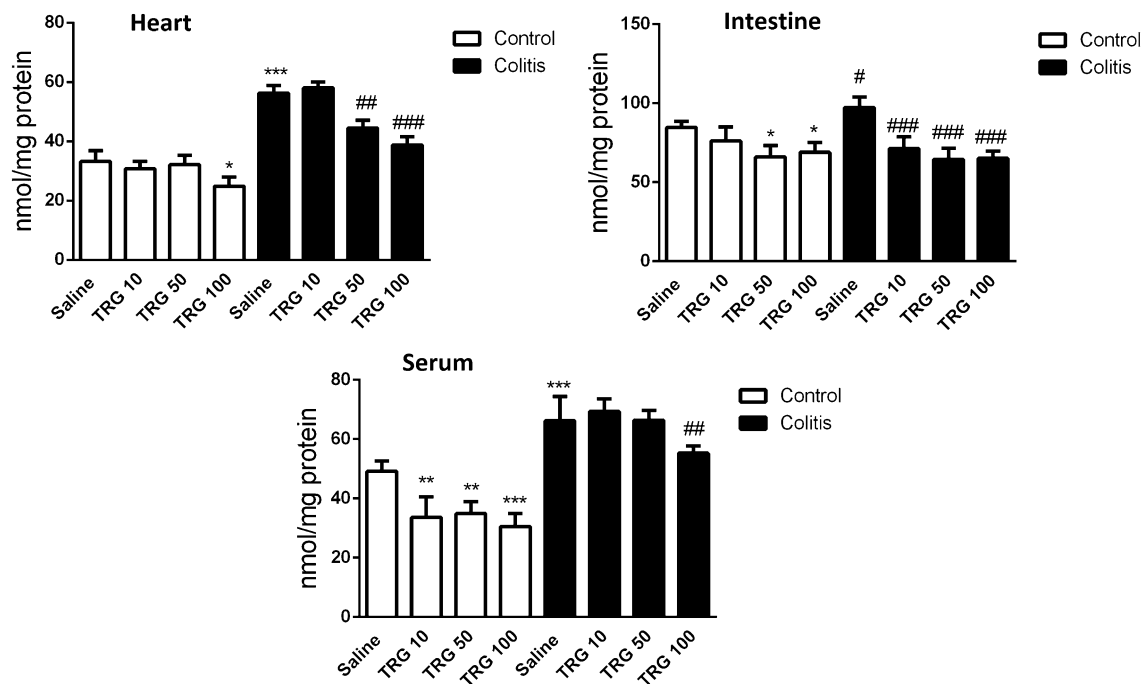 Heart
Control
Colitis
nmol/mg protein
80
60
40
20
0
*
***
##
###
Saline
TRG 10
TRG 50
TRG 100
Saline
TRG 10
TRG 50
TRG 100
Intestine
Control
Colitis
nmol/mg protein
150
100
50
0
*
*
#
###
###
###
Saline
TRG 10
TRG 50
TRG 100
Saline
TRG 10
TRG 50
TRG 100
Serum
Control
Colitis
nmol/mg protein
80
60
40
20
0
**
**
***
***
##
Saline
TRG 10
TRG 50
TRG 100
Saline
TRG 10
TRG 50
TRG 100